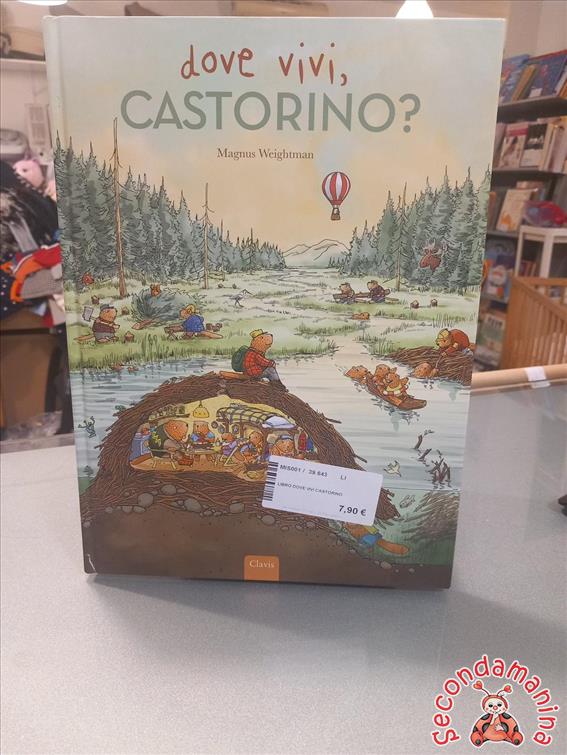 dove vivi,
CASTORINO?
Magnus Weightman
MIS001 / 39.643 LI
LIBRO DOVE VIVI CASTORINO
7,90 €
Clavis
Secondamanina